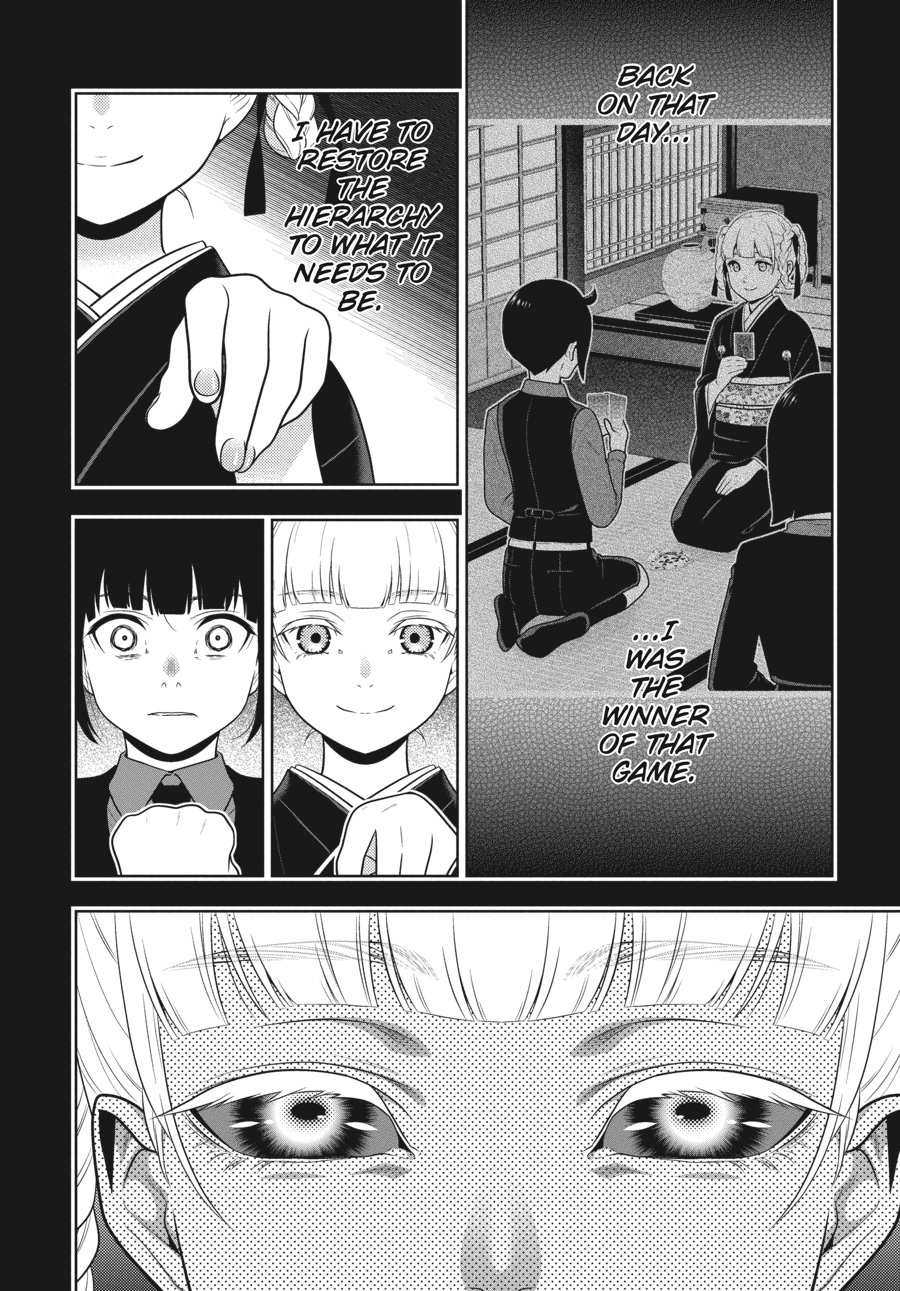 BACK
ON THAT
DAY...
...I
WAS
THE
WINNER
OF THAT
GAME.
I HAVE TO
RESTORE
THE
HIERARCHY
TO WHAT IT
NEEDS TO
BE.